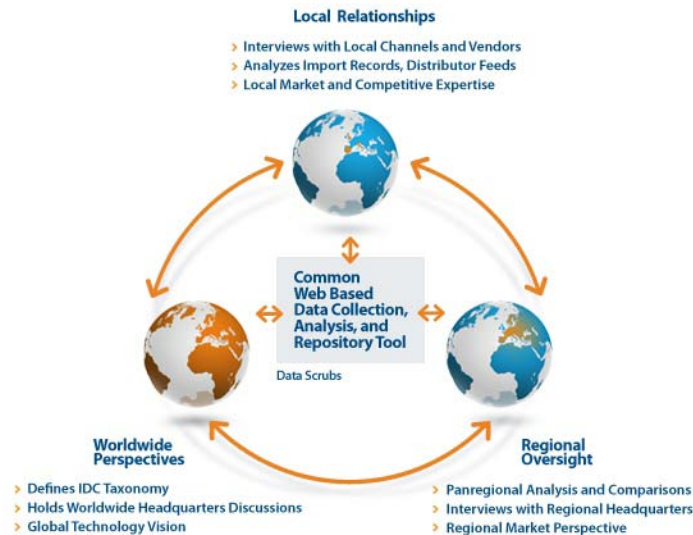 Local Relationships
> Interviews with Local Channels and Vendors
> Analyzes Import Records, Distributor Feeds
> Local Market and Competitive Expertise
Common
Web Based
Data Collection,
Analysis, and
Repository Tool
Data Scrubs
Worldwide
Perspectives
> Defines IDC Taxonomy
> Holds Worldwide Headquarters Discussions
> Global Technology Vision
Regional
Oversight
> Panregional Analysis and Comparisons
> Interviews with Regional Headquarters
> Regional Market Perspective